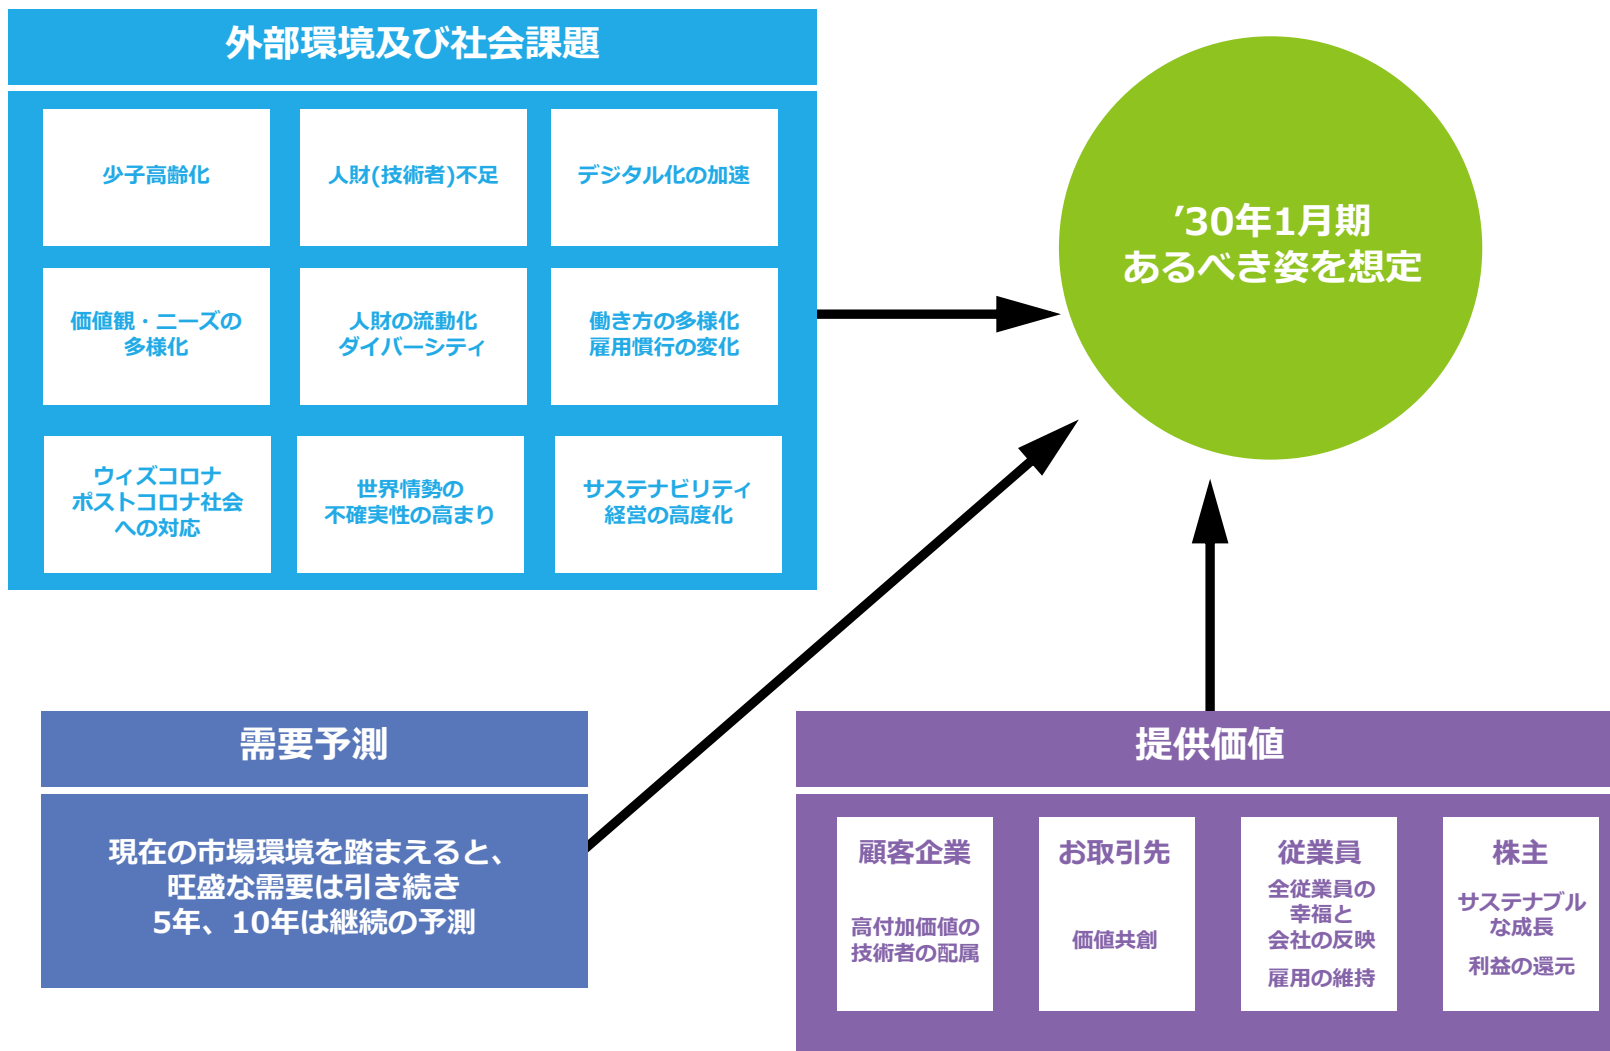 外部環境及び社会課題
少子高齢化
人財(技術者)不足
デジタル化の加速
価値観・ニーズの
多様化
人財の流動化
ダイバーシティ
働き方の多様化
雇用慣行の変化
ウィズコロナ
ポストコロナ社会
への対応
世界情勢の
不確実性の高まり
サステナビリティ
経営の高度化
’30年1月期
あるべき姿を想定
需要予測
現在の市場環境を踏まえると、
旺盛な需要は引き続き
5年、10年は継続の予測
提供価値
顧客企業
高付加価値の
技術者の配属
お取引先
価値共創
従業員
全従業員の
幸福と
会社の反映
雇用の維持
株主
サステナブル
な成長
利益の還元